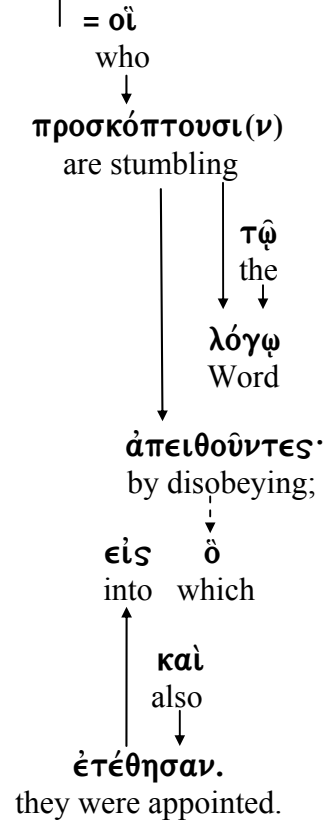 = οἳ
who
προσκόπτουσι(ν)
are stumbling
τῷ
the
λόγῳ
Word
ἀπειθοῦντες·
by disobeying;
εἰς ὃ
into which
καὶ
also
ἐτέθησαν.
they were appointed.